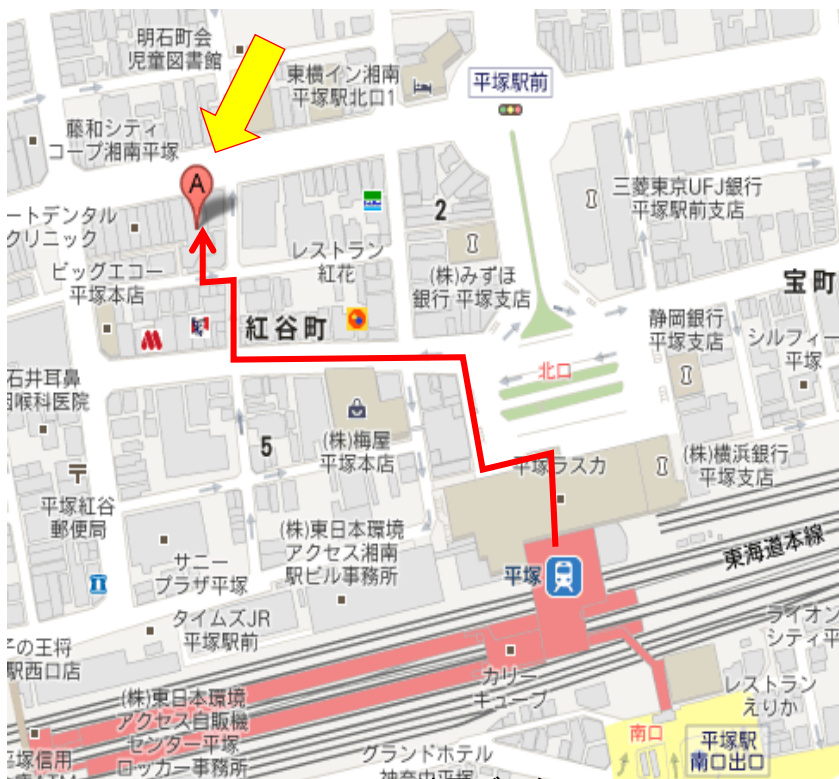 明石町会
児童図書館
東横イン湘南
平塚駅北口1
平塚駅前
藤和シティ
コープ湘南平塚
A
三菱東京UFJ銀行
平塚駅前支店
ートデンタル
クリニック
2
レストラン
紅花
(株)みずほ
銀行 平塚支店
ビッグエコー
平塚本店
宝町
紅谷町
静岡銀行
平塚支店
シルフィー
平塚
北口
石井耳鼻
咽喉科医院
5
(株)梅屋
平塚本店
平塚ラスカ
(株)横浜銀行
平塚支店
平塚紅谷
郵便局
(株)東日本環境
アクセス湘南
駅ビル事務所
サニー
プラザ平塚
東海道本線
平塚
タイムズJR
平塚駅前
ライオン
シティ平
子の王将
駅西口店
カリー
キューブ
レストラン
えりか
(株)東日本環境
アクセス自販機
センター平塚
ロッカー事務所
南口
平塚駅
南口出口
塚信用
グランドホテル
神奈中平塚